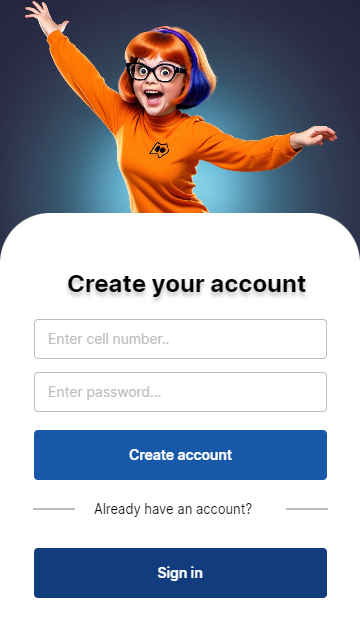 Create your account
Enter cell number..
Enter password...
Create account
Already have an account?
Sign in